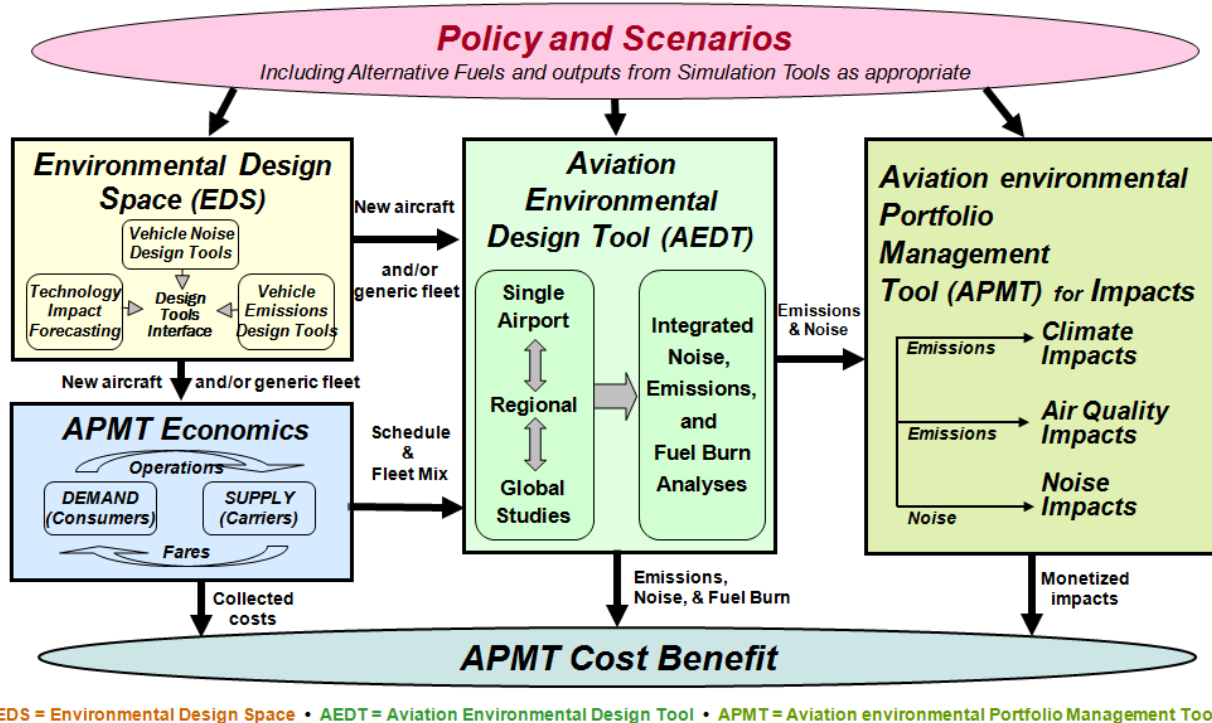 Policy and Scenarios
Including Alternative Fuels and outputs from Simulation Tools as appropriate
Environmental Design
Space (EDS)
Vehicle Noise
Design Tools
Technology
Impact
Forecasting
Design
Tools
Interface
Vehicle
Emissions
Design Tools
New aircraft
and/or
generic fleet
New aircraft
and/or generic fleet
APMT Economics
Operations
DEMAND
(Consumers)
SUPPLY
(Carriers)
Fares
Schedule
&
Fleet Mix
Aviation
Environmental
Design Tool (AEDT)
Single
Airport
Regional
Global
Studies
Integrated
Noise,
Emissions,
and
Fuel Burn
Analyses
Emissions
& Noise
Aviation environmental
Portfolio
Management
Tool (APMT) for Impacts
Emissions
Climate
Impacts
Emissions
Air Quality
Impacts
Noise
Noise
Impacts
Collected
costs
Emissions,
Noise, & Fuel Burn
Monetized
impacts
APMT Cost Benefit
EDS = Environmental Design Space • AEDT = Aviation Environmental Design Tool • APMT = Aviation environmental Portfolio Management Too